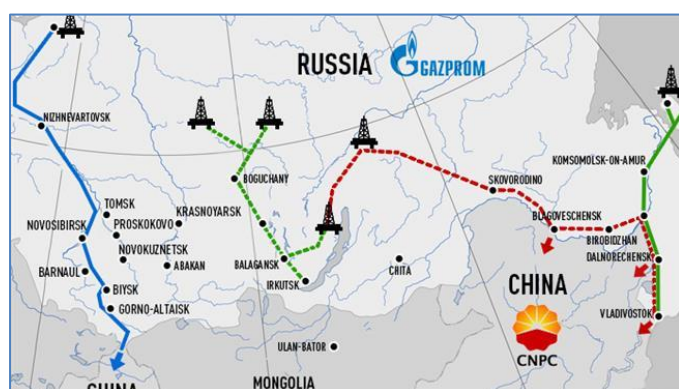 RUSSIA
GAZPROM
NIZHNEVARTOVSK
KOMSOMOLSK-ON-AMUR
BOGUCHANY
SKOVORODINO
TOMSK
KRASNOYARSK
PROSKOKOVO
NOVOSIBIRSK
BLAGOVESCHENSK
BIROBIDZHAN
NOVOKUZNETSK
ABAKAN
BALAGANSK
CHITA
DALNORECHENSK
BARNAUL
IRKUTSK
CHINA
BIYSK
GORNO-ALTAISK
VLADIVOSTOK
ULAN-BATOR
CNPC
CHINA
MONGOLIA